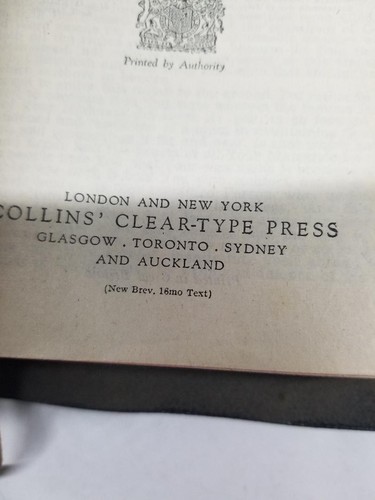 Printed by Authority
LONDON AND NEW YORK
COLLINS' CLEAR-TYPE PRESS
GLASGOW . TORONTO . SYDNEY
AND AUCKLAND
(New Brev. 16mo Text)